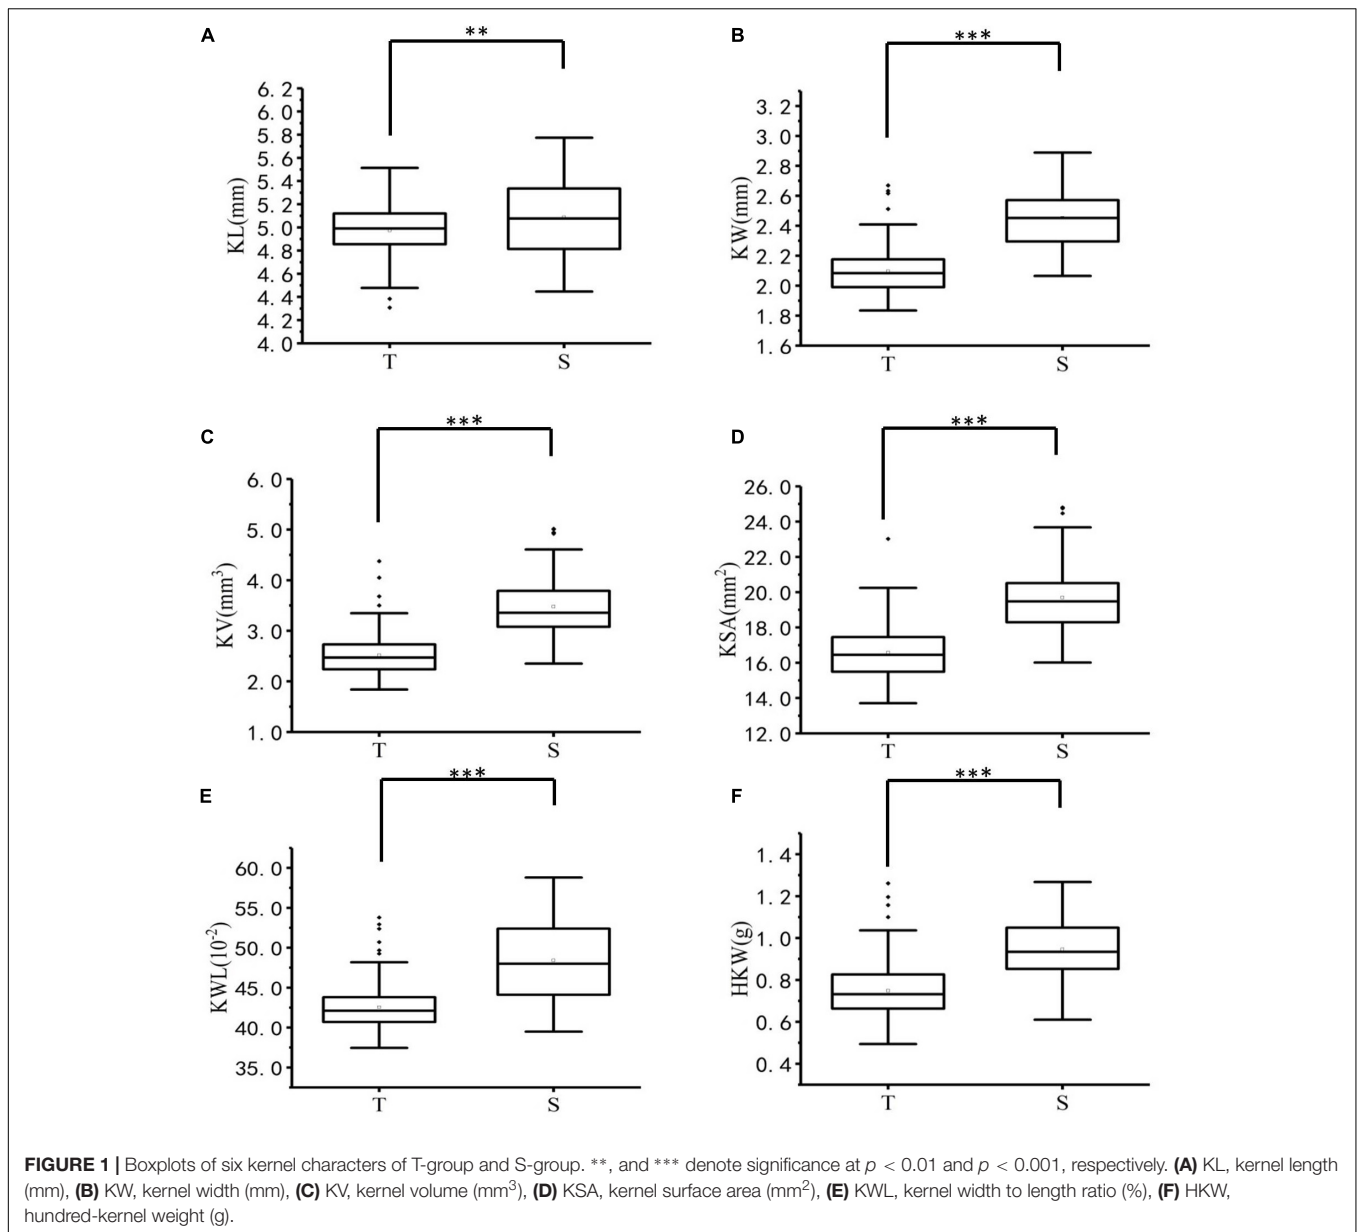 A
**
KL(mm)
6.2
6.0
5.8
5.6
5.4
5.2
5.0
4.8
4.6
4.4
4.2
4.0
T S
B
***
KW(mm)
3.2
3.0
2.8
2.6
2.4
2.2
2.0
1.8
1.6
T S
C
***
KV(mm³)
6.0
5.0
4.0
3.0
2.0
1.0
T S
D
***
KSA(mm²)
26.0
24.0
22.0
20.0
18.0
16.0
14.0
12.0
T S
E
***
KWL(10⁻²)
60.0
55.0
50.0
45.0
40.0
35.0
T S
F
***
HKW(g)
1.4
1.2
1.0
0.8
0.6
0.4
T S
FIGURE 1 | Boxplots of six kernel characters of T-group and S-group. **, and *** denote significance at p < 0.01 and p < 0.001, respectively. (A) KL, kernel length
(mm), (B) KW, kernel width (mm), (C) KV, kernel volume (mm³), (D) KSA, kernel surface area (mm²), (E) KWL, kernel width to length ratio (%), (F) HKW,
hundred-kernel weight (g).